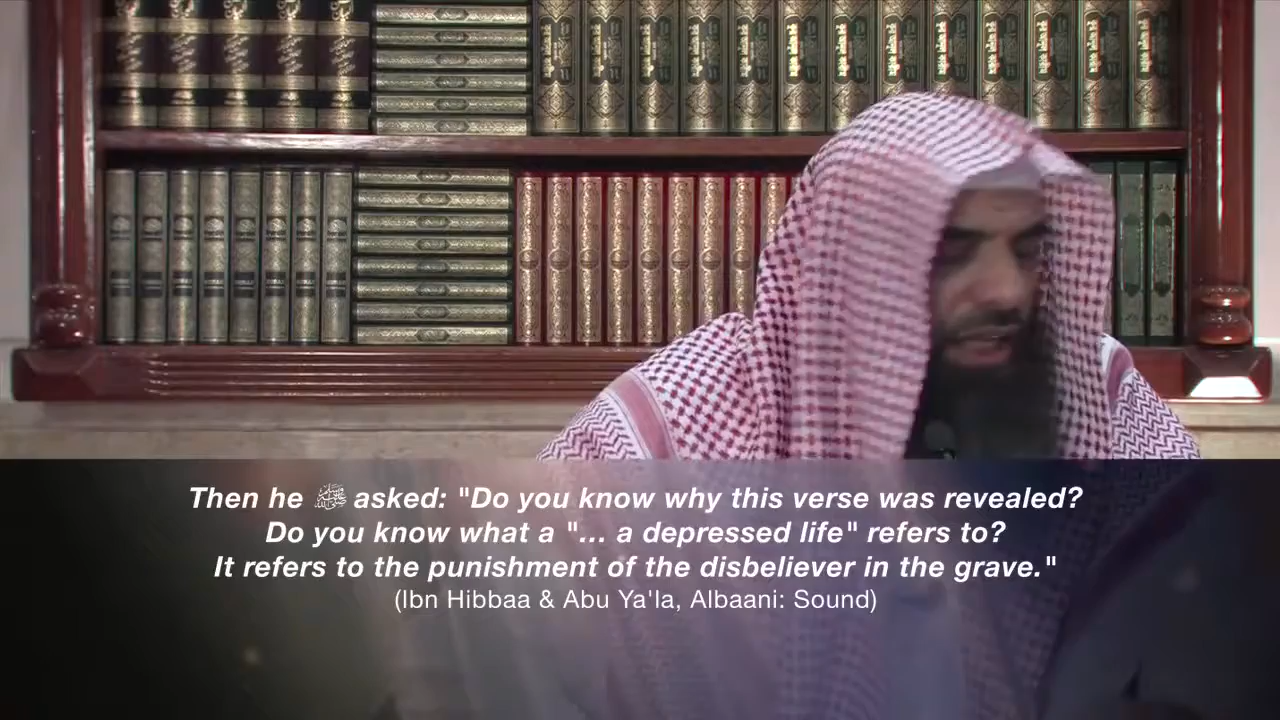 Then he ﷺ asked: "Do you know why this verse was revealed?
Do you know what a "... a depressed life" refers to?
It refers to the punishment of the disbeliever in the grave."
(Ibn Hibbaa & Abu Ya'la, Albaani: Sound)